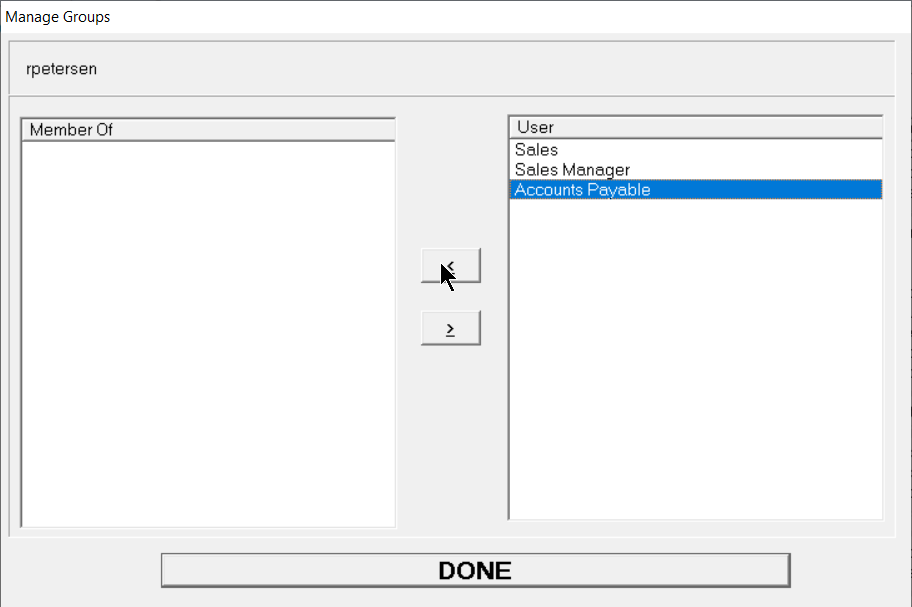 Manage Groups
rpetersen
Member Of
User
Sales
Sales Manager
Accounts Payable
<
>
DONE